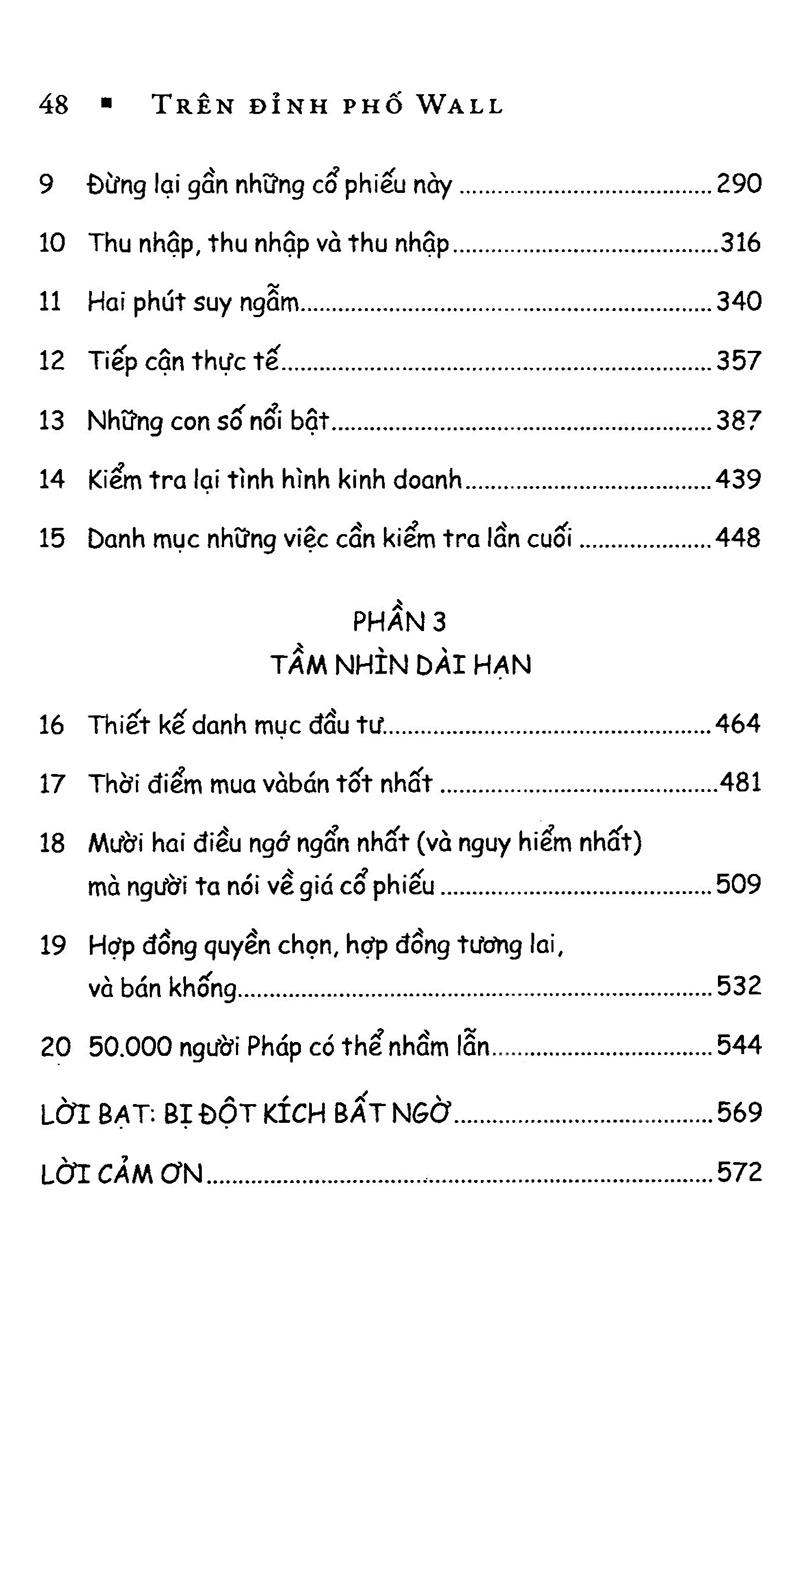 48 ▪ TRÊN ĐỈNH PHỐ WALL
9 Đừng lại gần những cổ phiếu này ........................................ 290
10 Thu nhập, thu nhập và thu nhập...........................................316
11 Hai phút suy ngẫm.................................................................. 340
12 Tiếp cận thực tế..................................................................... 357
13 Những con số nổi bật............................................................. 387
14 Kiểm tra lại tình hình kinh doanh........................................ 439
15 Danh mục những việc cần kiểm tra lần cuối ..................... 448
PHẦN 3
TẦM NHÌN DÀI HẠN
16 Thiết kế danh mục đầu tư..................................................... 464
17 Thời điểm mua vàbán tốt nhất .............................................481
18 Mười hai điều ngớ ngẩn nhất (và nguy hiểm nhất)
mà người ta nói về giá cổ phiếu ............................................ 509
19 Hợp đồng quyền chọn, hợp đồng tương lai,
và bán khống............................................................................ 532
20 50.000 người Pháp có thể nhầm lẫn.................................... 544
LỜI BẠT: BỊ ĐỘT KÍCH BẤT NGỜ.......................................... 569
LỜI CẢM ƠN................................................................................. 572